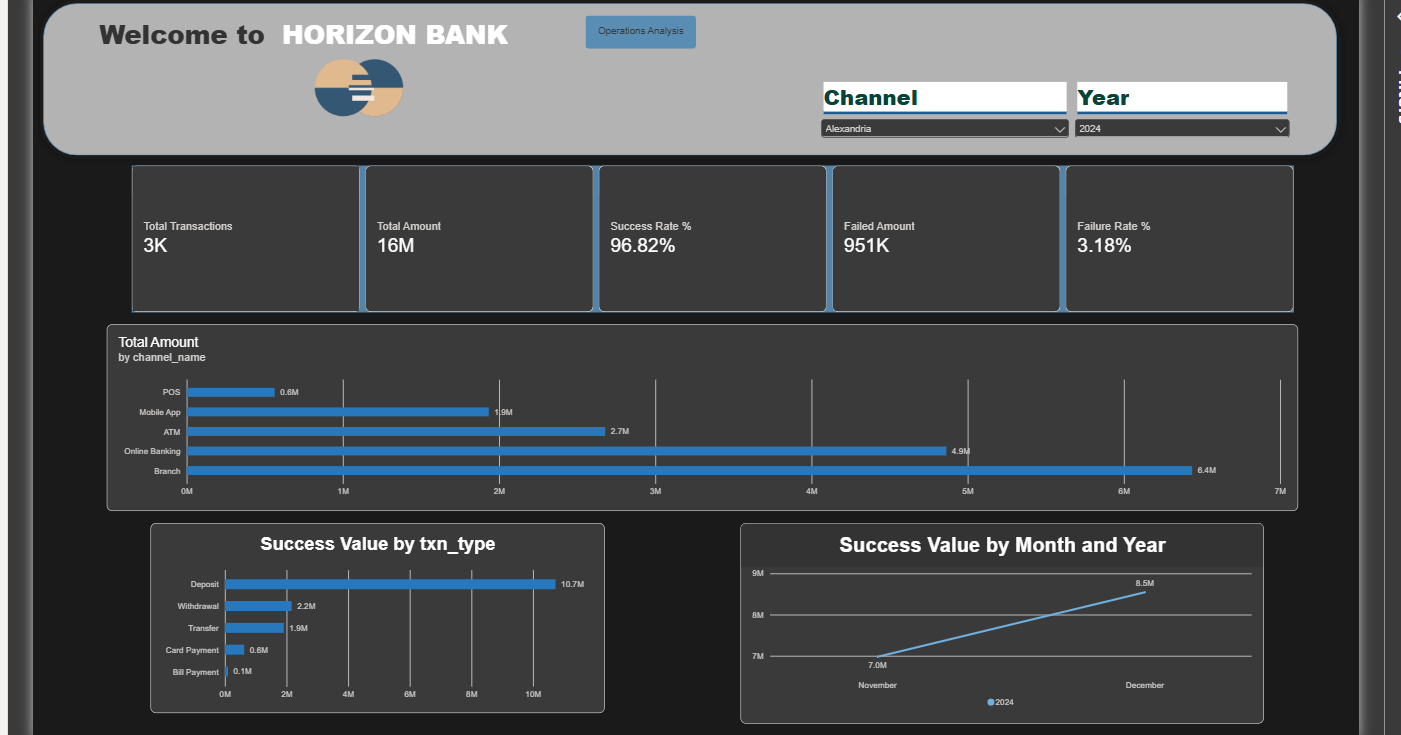 Welcome to HORIZON BANK
Operations Analysis
Channel
Year
Alexandria
2024
Total Transactions
3K
Total Amount
16M
Success Rate %
96.82%
Failed Amount
951K
Failure Rate %
3.18%
Total Amount
by channel_name
POS
0.6M
Mobile App
1.9M
ATM
2.7M
Online Banking
4.9M
Branch
6.4M
0M 1M 2M 3M 4M 5M 6M 7M
Success Value by txn_type
Deposit
10.7M
Withdrawal
2.2M
Transfer
1.9M
Card Payment
0.6M
Bill Payment
0.1M
0M 2M 4M 6M 8M 10M
Success Value by Month and Year
9M
8.5M
8M
7M
7.0M
November December
2024